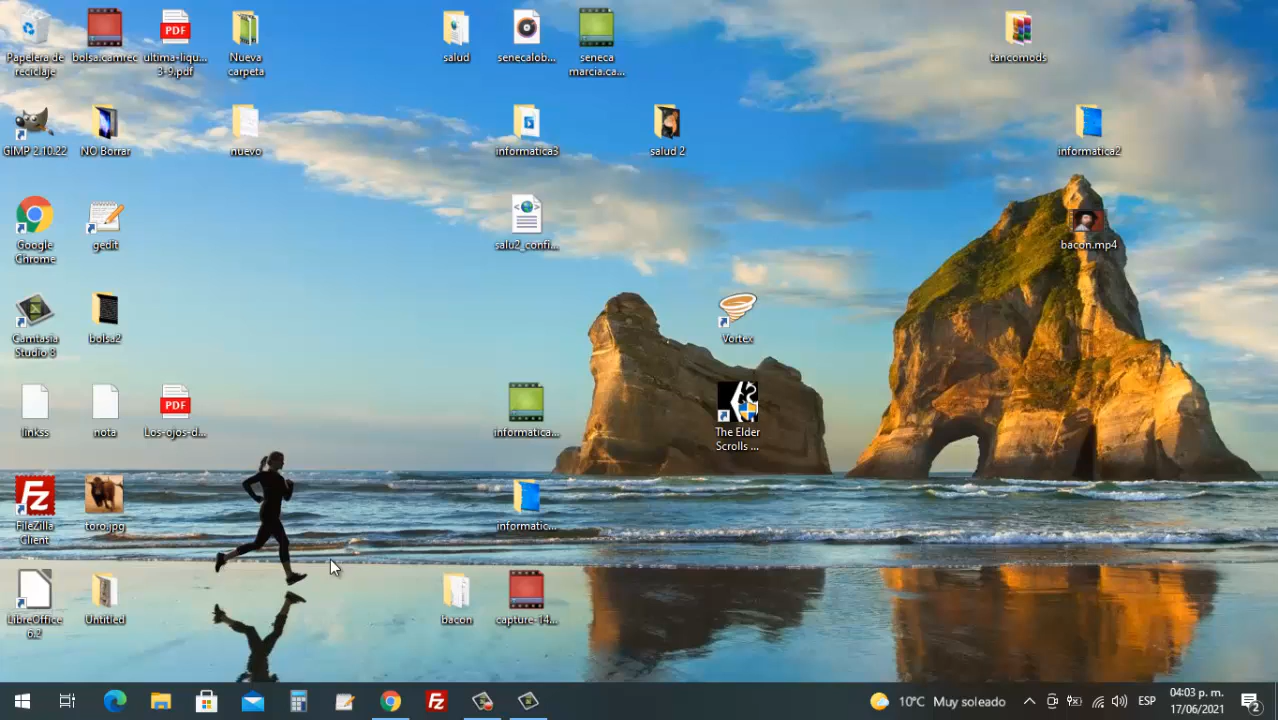 Papelera de
reciclaje
bolsa.camrec
PDF
ultima-liqu...
3-9.pdf
Nueva
carpeta
salud
senecalob...
seneca
marcia.ca...
tancomods
GIMP 2.10.22
NO Borrar
nuevo
informatica3
salud 2
informatica2
Google
Chrome
gedit
salu2_confi...
bacon.mp4
Camtasia
Studio 8
bolsa2
Vortex
linkss
nota
PDF
Los-ojos-d...
informatica...
The Elder
Scrolls ...
Fz
FileZilla
Client
toro.jpg
informatic...
LibreOffice
6.2
Untitled
bacon
capture-14...
Fz
10°C Muy soleado
ESP
04:03 p. m.
17/06/2021
2